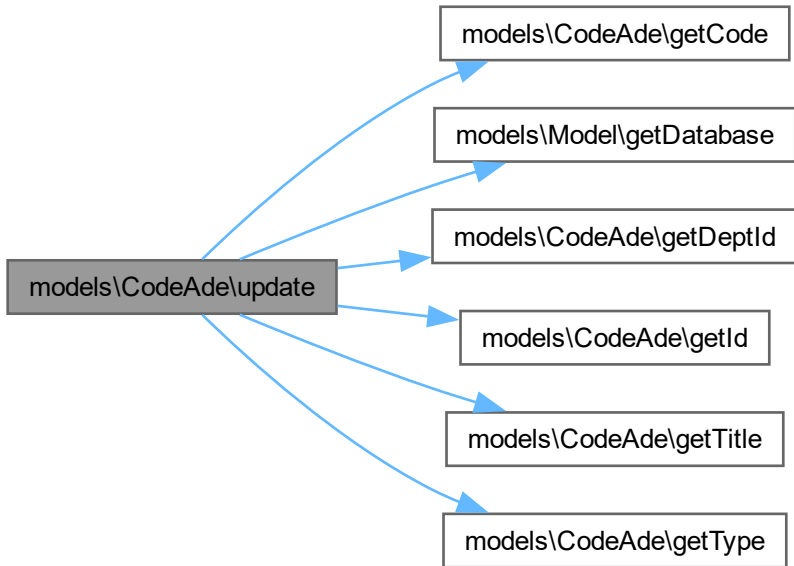 models\CodeAde\getCode
models\Model\getDatabase
models\CodeAde\getDeptId
models\CodeAde\update
models\CodeAde\getId
models\CodeAde\getTitle
models\CodeAde\getType